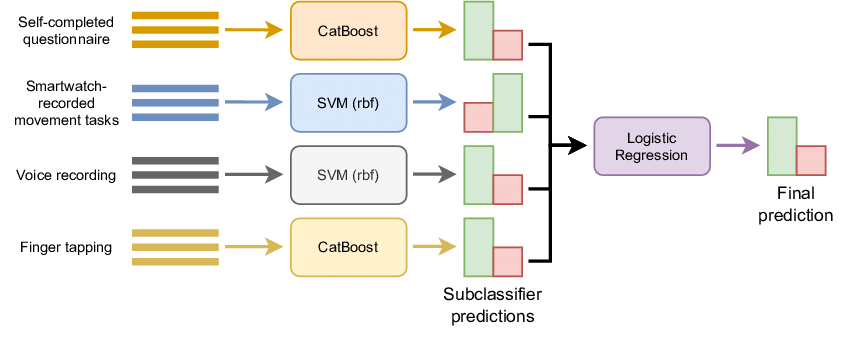 Self-completed
questionnaire
CatBoost
Smartwatch-
recorded
movement tasks
SVM (rbf)
Voice recording
SVM (rbf)
Finger tapping
CatBoost
Subclassifier
predictions
Logistic
Regression
Final
prediction